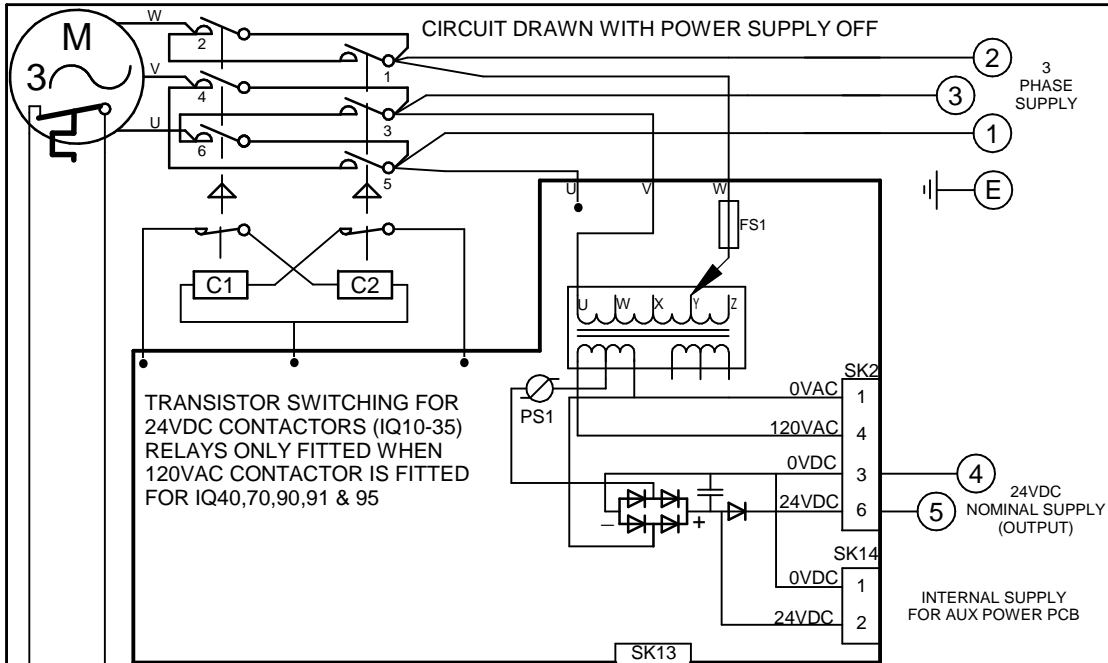 CIRCUIT DRAWN WITH POWER SUPPLY OFF
M
3
W
V
U
2
4
6
1
3
5
2
3
1
E
3
PHASE
SUPPLY
U
V
W
FS1
C1
C2
U
W
X
Y
Z
PS1
TRANSISTOR SWITCHING FOR
24VDC CONTACTORS (IQ10-35)
RELAYS ONLY FITTED WHEN
120VAC CONTACTOR IS FITTED
FOR IQ40,70,90,91 & 95
SK2
0VAC 1
120VAC 4
0VDC 3
24VDC 6
4
5
24VDC
NOMINAL SUPPLY
(OUTPUT)
– +
SK14
0VDC 1
24VDC 2
INTERNAL SUPPLY
FOR AUX POWER PCB
SK13